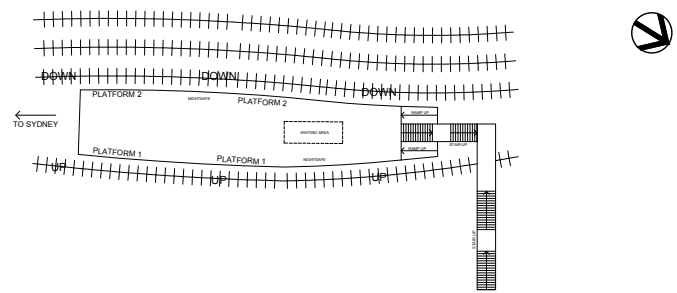 DOWN
DOWN
DOWN
PLATFORM 2
NIGHTSAFE
PLATFORM 2
RAMP UP
TO SYDNEY
WAITING AREA
STAIR UP
RAMP UP
PLATFORM 1
PLATFORM 1
NIGHTSAFE
UP
UP
UP
STAIR UP